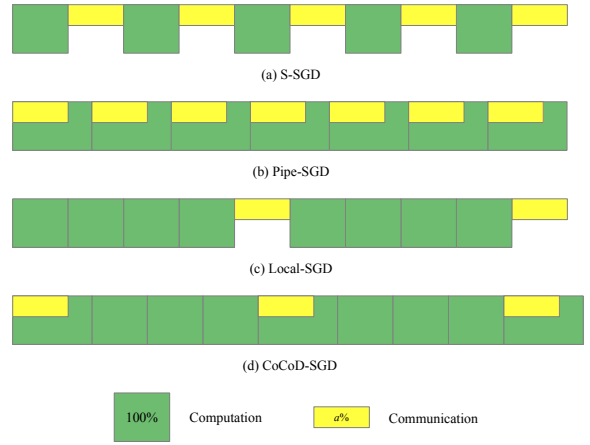 (a) S-SGD
(b) Pipe-SGD
(c) Local-SGD
(d) CoCoD-SGD
100% Computation a% Communication